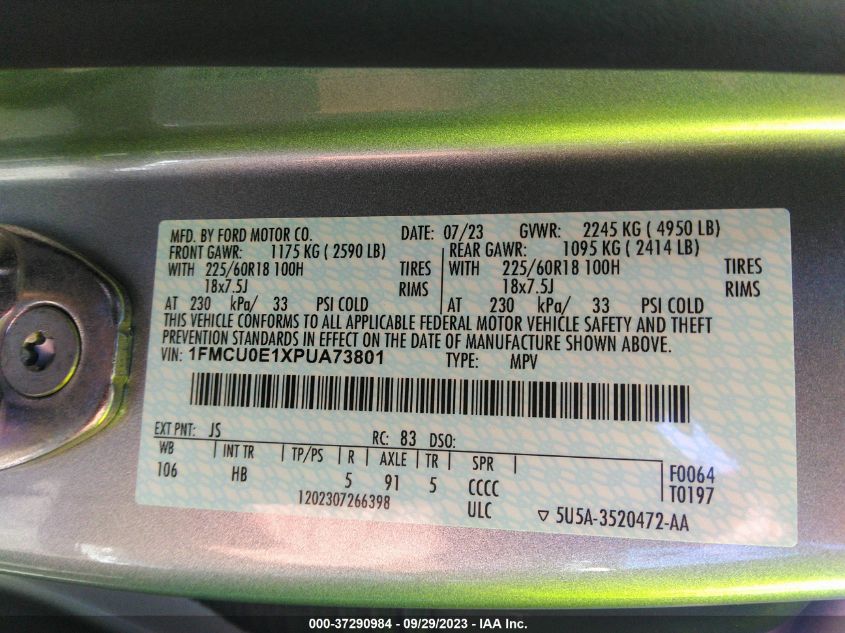 MFD. BY FORD MOTOR CO. DATE: 07/23 GVWR: 2245 KG ( 4950 LB)
FRONT GAWR: 1175 KG ( 2590 LB) REAR GAWR: 1095 KG ( 2414 LB)
WITH 225/60R18 100H TIRES WITH 225/60R18 100H TIRES
18x7.5J RIMS 18x7.5J RIMS
AT 230 kPa/ 33 PSI COLD AT 230 kPa/ 33 PSI COLD
THIS VEHICLE CONFORMS TO ALL APPLICABLE FEDERAL MOTOR VEHICLE SAFETY AND THEFT
PREVENTION STANDARDS IN EFFECT ON THE DATE OF MANUFACTURE SHOWN ABOVE.
VIN: 1FMCU0E1XPUA73801 TYPE: MPV
EXT PNT: JS RC: 83 DSO:
WB INT TR TP/PS R AXLE TR SPR F0064
106 HB 5 91 5 CCCC T0197
1202307266398 ULC ▽ 5U5A-3520472-AA
000-37290984 / 09/29/2023 / IAA Inc.